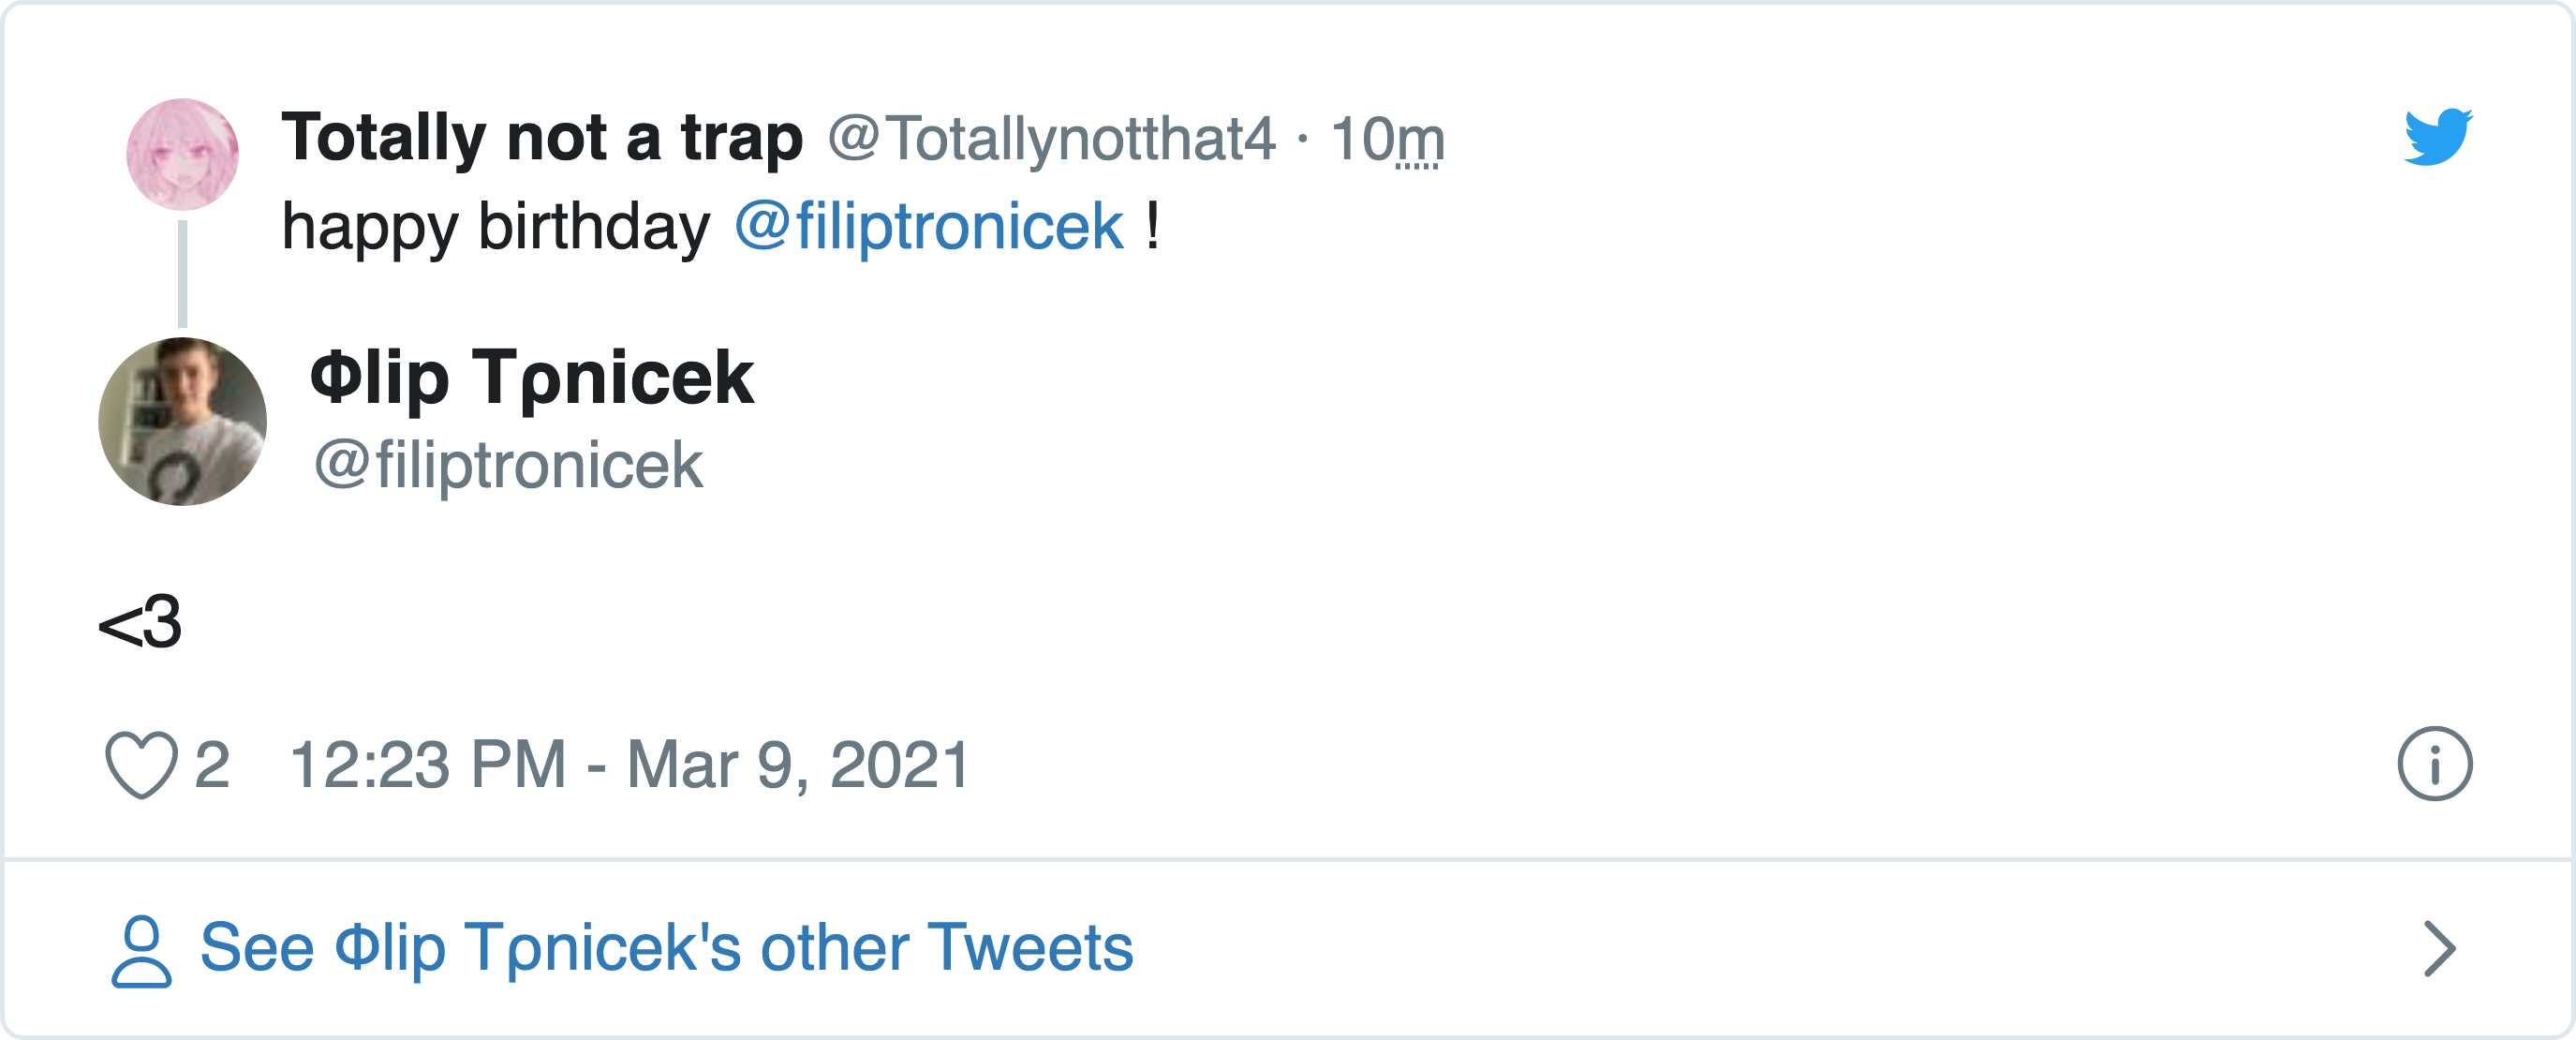 Totally not a trap @Totallynotthat4 · 10m
happy birthday @filiptronicek !
Φlip Tρnicek
@filiptronicek
<3
2 12:23 PM - Mar 9, 2021
See Φlip Tρnicek's other Tweets